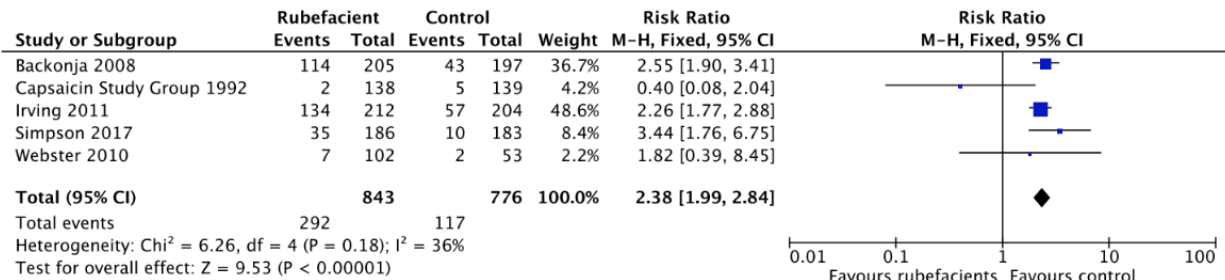 Rubefacient Control Risk Ratio Risk Ratio
Study or Subgroup Events Total Events Total Weight M-H, Fixed, 95% CI M-H, Fixed, 95% CI
Backonja 2008 114 205 43 197 36.7% 2.55 [1.90, 3.41]
Capsaicin Study Group 1992 2 138 5 139 4.2% 0.40 [0.08, 2.04]
Irving 2011 134 212 57 204 48.6% 2.26 [1.77, 2.88]
Simpson 2017 35 186 10 183 8.4% 3.44 [1.76, 6.75]
Webster 2010 7 102 2 53 2.2% 1.82 [0.39, 8.45]
Total (95% CI) 843 776 100.0% 2.38 [1.99, 2.84]
Total events 292 117
Heterogeneity: Chi² = 6.26, df = 4 (P = 0.18); I² = 36%
Test for overall effect: Z = 9.53 (P < 0.00001)
0.01 0.1 1 10 100
Favours rubefacients Favours control